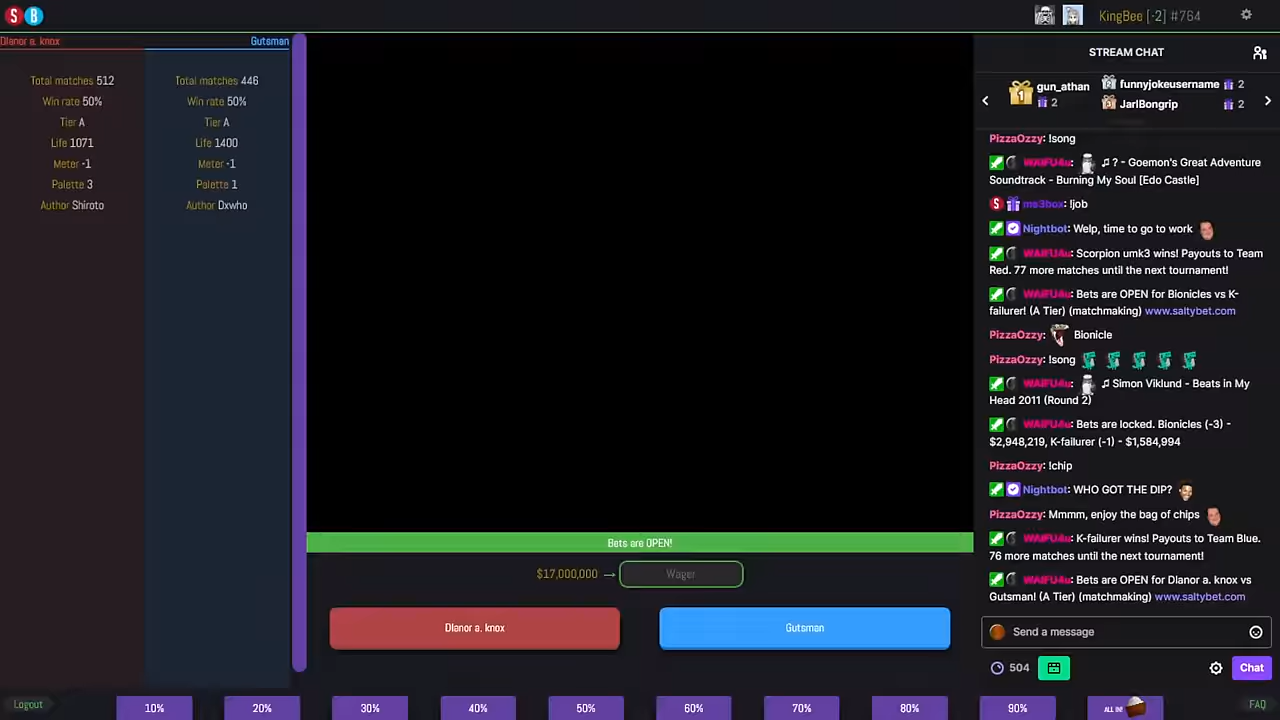 S B
KingBee [-2] #764
Dlanor a. knox
Gutsman
Total matches 512
Win rate 50%
Tier A
Life 1071
Meter -1
Palette 3
Author Shiroto
Total matches 446
Win rate 50%
Tier A
Life 1400
Meter -1
Palette 1
Author Dxwho
Bets are OPEN!
$17,000,000 → Wager
Dlanor a. knox
Gutsman
Logout
10%
20%
30%
40%
50%
60%
70%
80%
90%
ALL IN!
FAQ
STREAM CHAT
1 gun_athan 2
2 funnyjokeusername 2
3 JarlBongrip 2
PizzaOzzy: !song
WAIFU4u: ♫ ? - Goemon's Great Adventure
Soundtrack - Burning My Soul [Edo Castle]
S ms3box: !job
Nightbot: Welp, time to go to work
WAIFU4u: Scorpion umk3 wins! Payouts to Team
Red. 77 more matches until the next tournament!
WAIFU4u: Bets are OPEN for Bionicles vs K-
failurer! (A Tier) (matchmaking) www.saltybet.com
PizzaOzzy: Bionicle
PizzaOzzy: !song
WAIFU4u: ♫ Simon Viklund - Beats in My
Head 2011 (Round 2)
WAIFU4u: Bets are locked. Bionicles (-3) -
$2,948,219, K-failurer (-1) - $1,584,994
PizzaOzzy: !chip
Nightbot: WHO GOT THE DIP?
PizzaOzzy: Mmmm, enjoy the bag of chips
WAIFU4u: K-failurer wins! Payouts to Team Blue.
76 more matches until the next tournament!
WAIFU4u: Bets are OPEN for Dlanor a. knox vs
Gutsman! (A Tier) (matchmaking) www.saltybet.com
Send a message
504
Chat